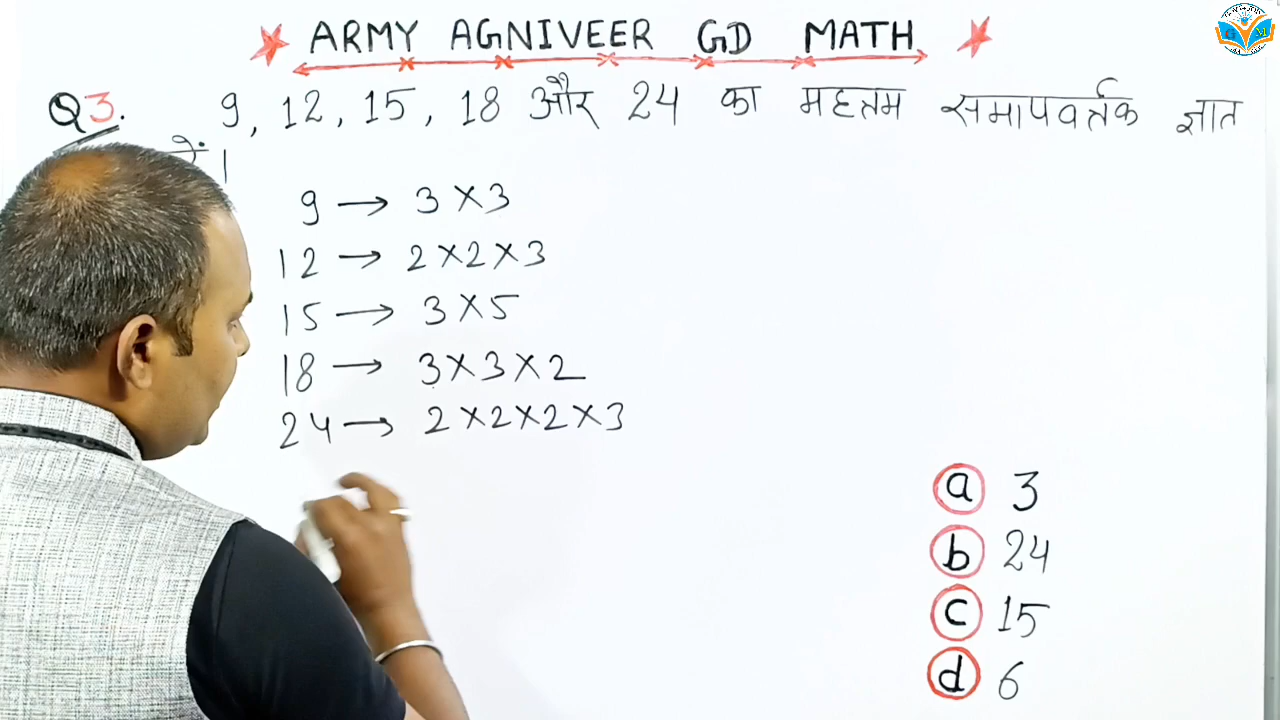 ARMY AGNIVEER GD MATH
Q3. 9, 12, 15, 18 और 24 का महत्तम समापवर्तक ज्ञात
9 → 3×3
12 → 2×2×3
15 → 3×5
18 → 3×3×2
24 → 2×2×2×3
a 3
b 24
c 15
d 6